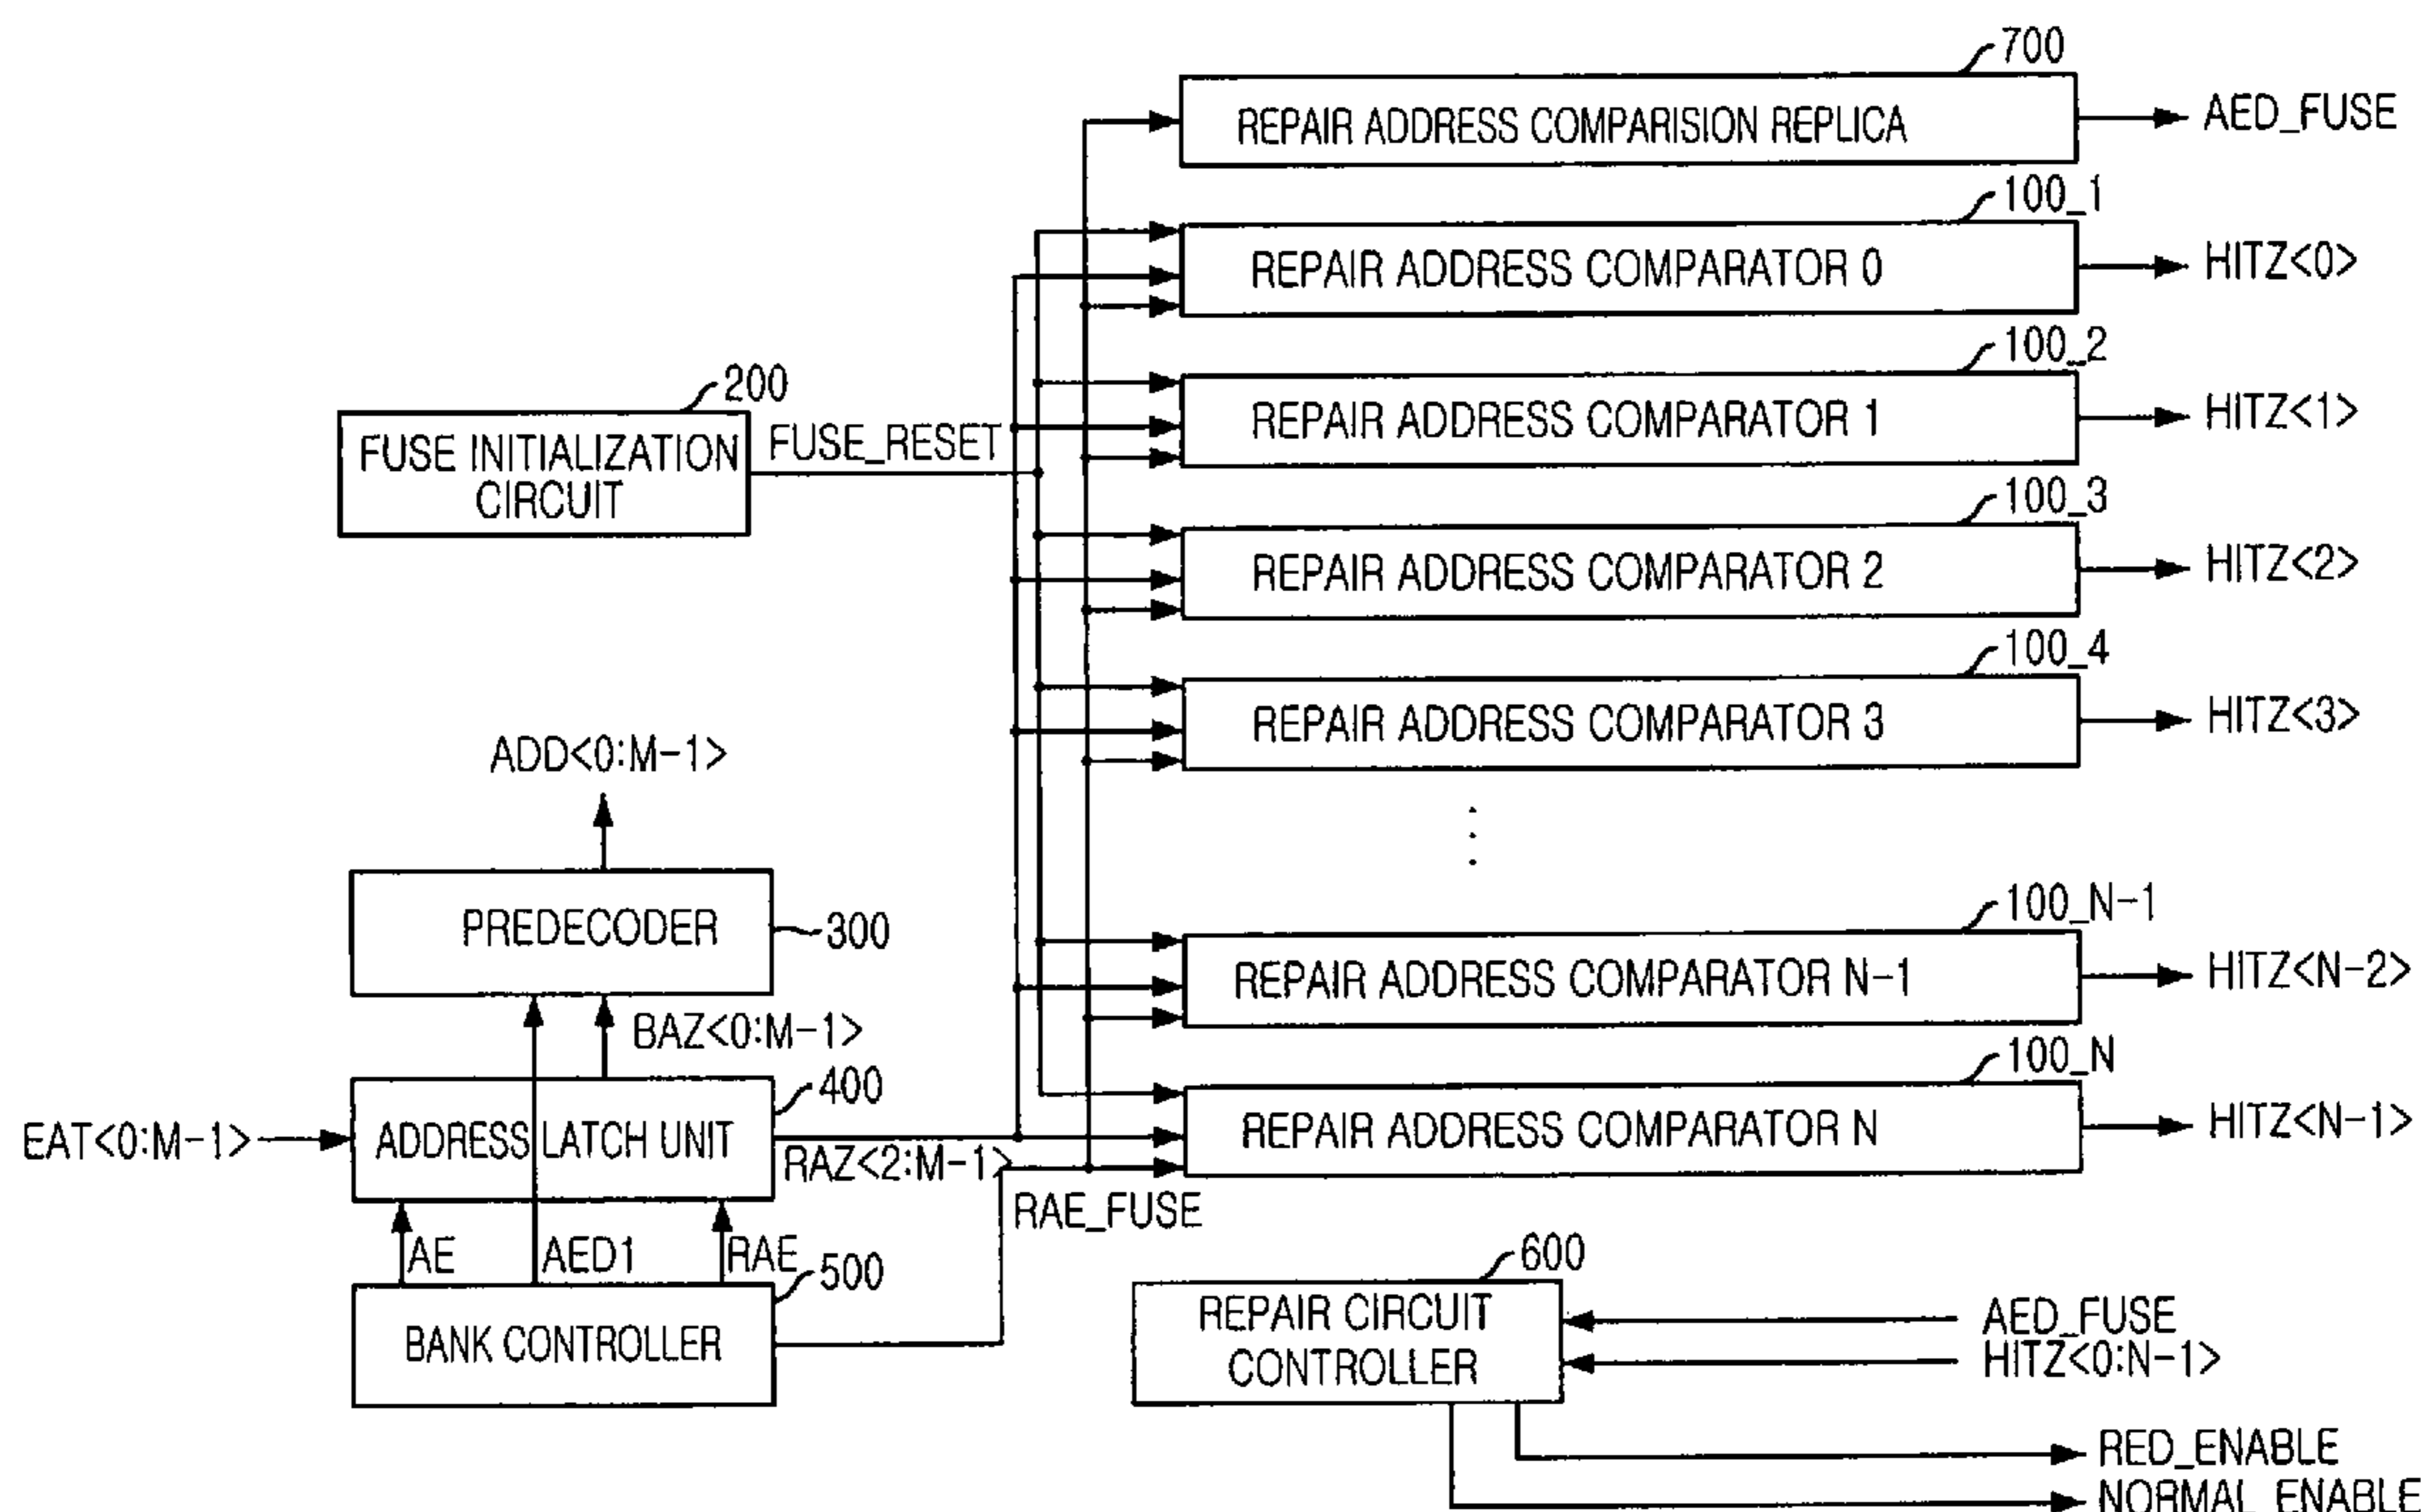 700
REPAIR ADDRESS COMPARISION REPLICA
AED_FUSE
100_1
REPAIR ADDRESS COMPARATOR 0
HITZ<0>
100_2
REPAIR ADDRESS COMPARATOR 1
HITZ<1>
200
FUSE INITIALIZATION
CIRCUIT
FUSE_RESET
100_3
REPAIR ADDRESS COMPARATOR 2
HITZ<2>
100_4
REPAIR ADDRESS COMPARATOR 3
HITZ<3>
ADD<0:M-1>
PREDECODER
300
100_N-1
REPAIR ADDRESS COMPARATOR N-1
HITZ<N-2>
BAZ<0:M-1>
400
EAT<0:M-1>
ADDRESS LATCH UNIT
RAZ<2:M-1>
100_N
REPAIR ADDRESS COMPARATOR N
HITZ<N-1>
RAE_FUSE
AE
AED1
RAE
500
BANK CONTROLLER
600
REPAIR CIRCUIT
CONTROLLER
AED_FUSE
HITZ<0:N-1>
RED_ENABLE
NORMAL_ENABLE